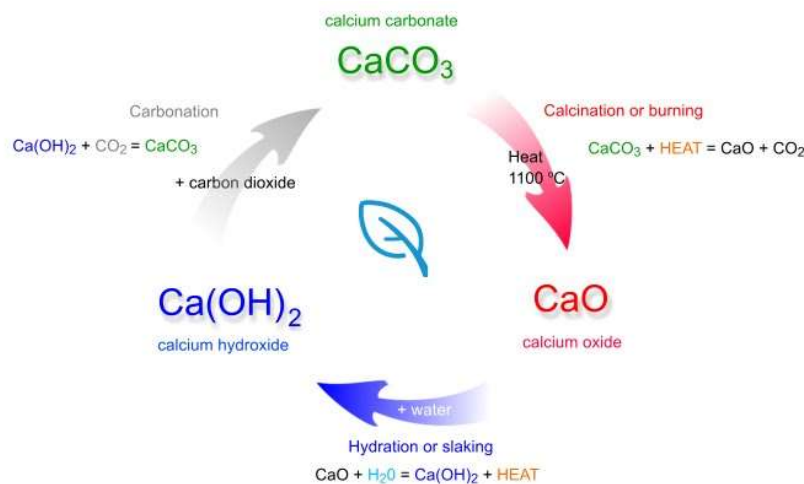 calcium carbonate
CaCO₃
Carbonation
Ca(OH)₂ + CO₂ = CaCO₃
+ carbon dioxide
Calcination or burning
CaCO₃ + HEAT = CaO + CO₂
Heat
1100 ºC
Ca(OH)₂
calcium hydroxide
CaO
calcium oxide
+ water
Hydration or slaking
CaO + H₂0 = Ca(OH)₂ + HEAT